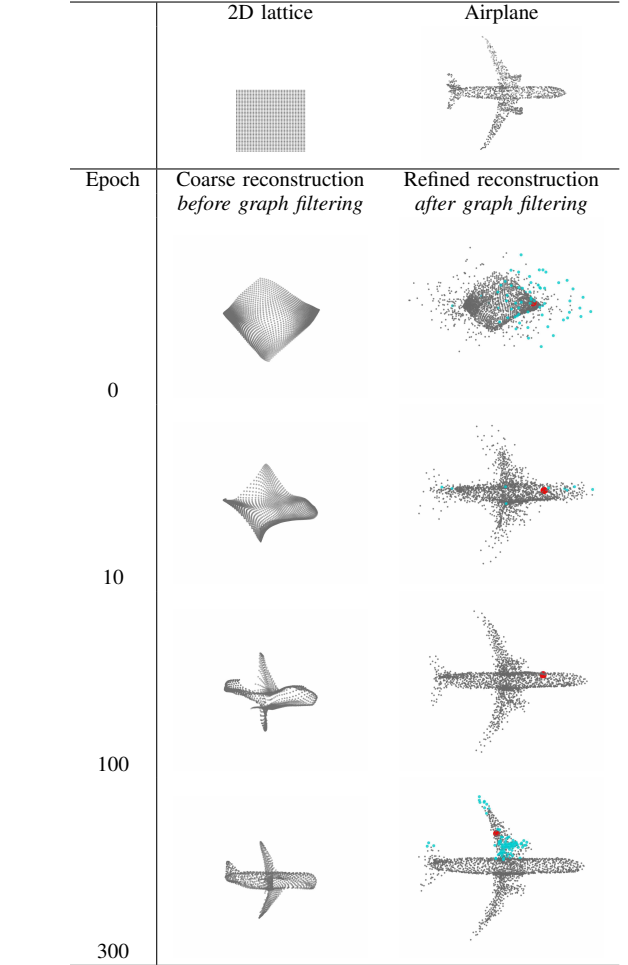 2D lattice Airplane
Epoch Coarse reconstruction Refined reconstruction
before graph filtering after graph filtering
0
10
100
300